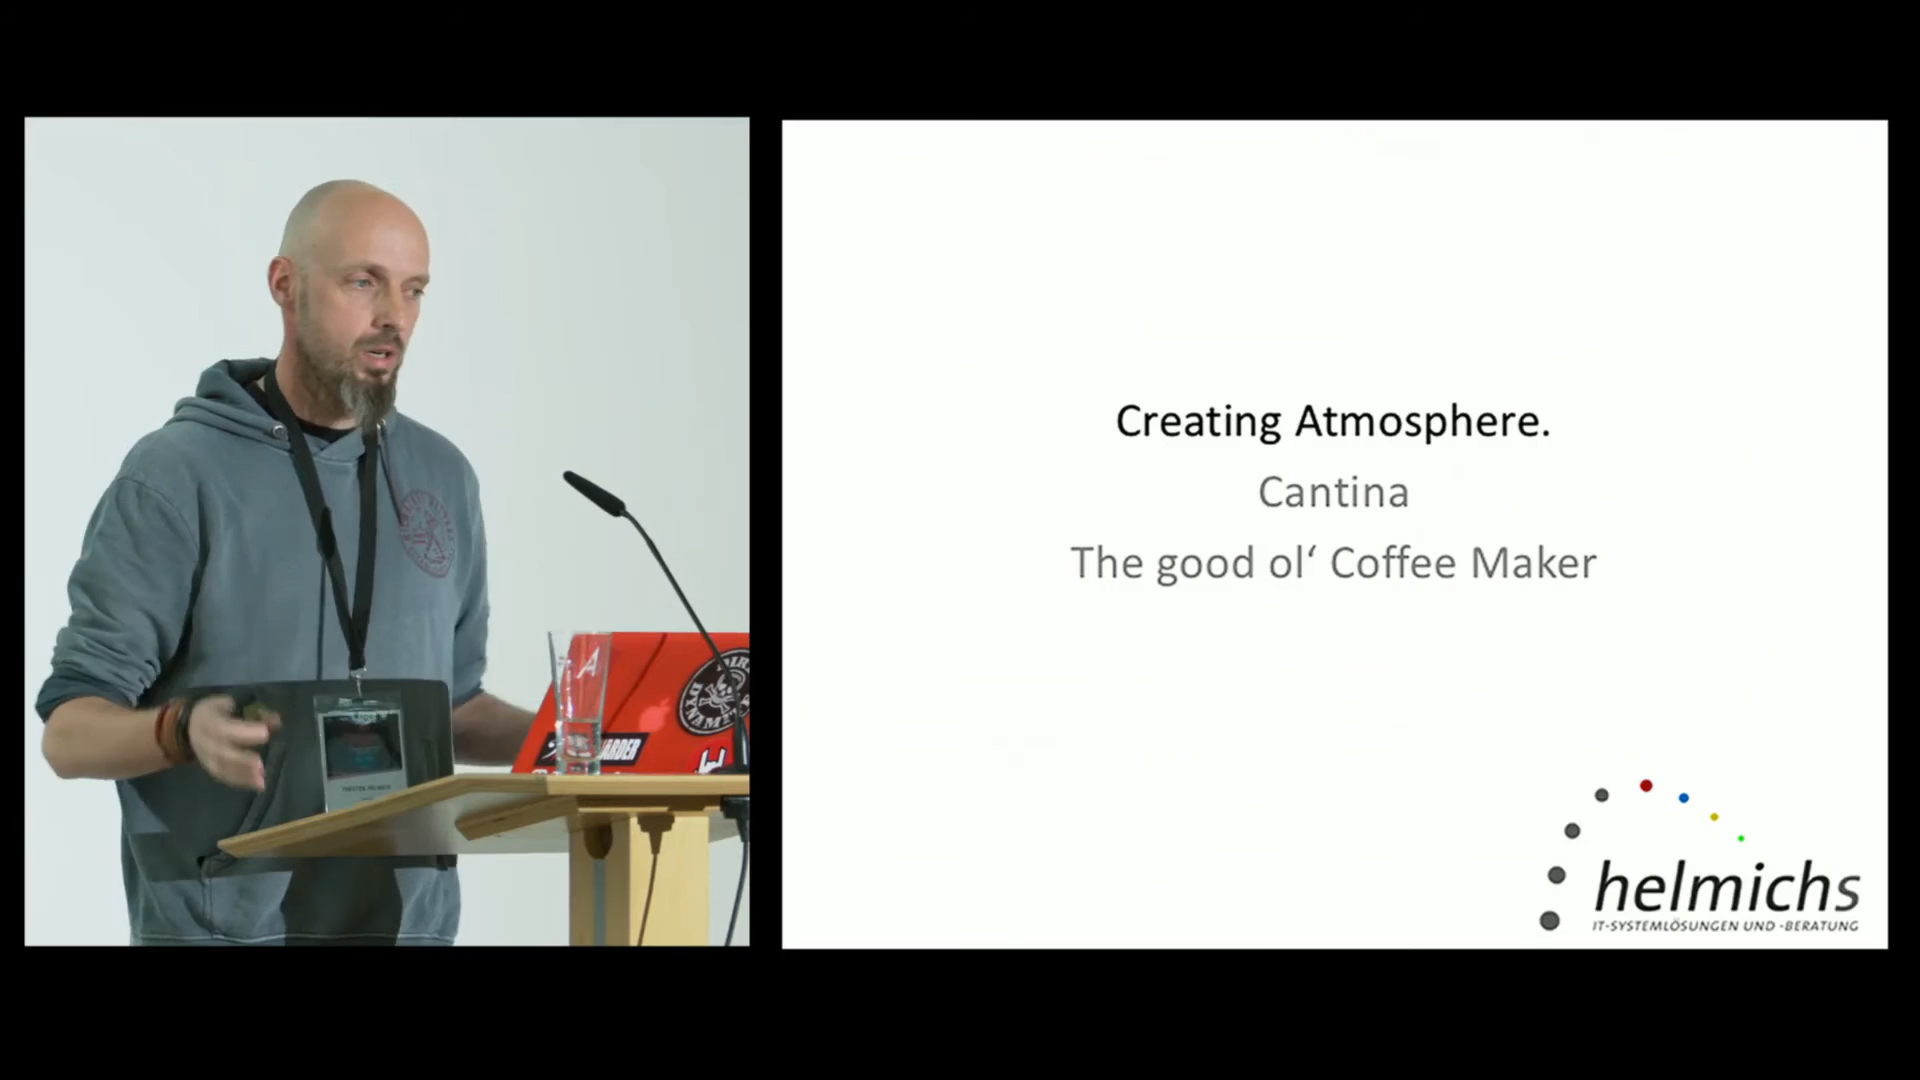 Creating Atmosphere.
Cantina
The good ol‘ Coffee Maker
helmichs
IT-SYSTEMLÖSUNGEN UND -BERATUNG
A